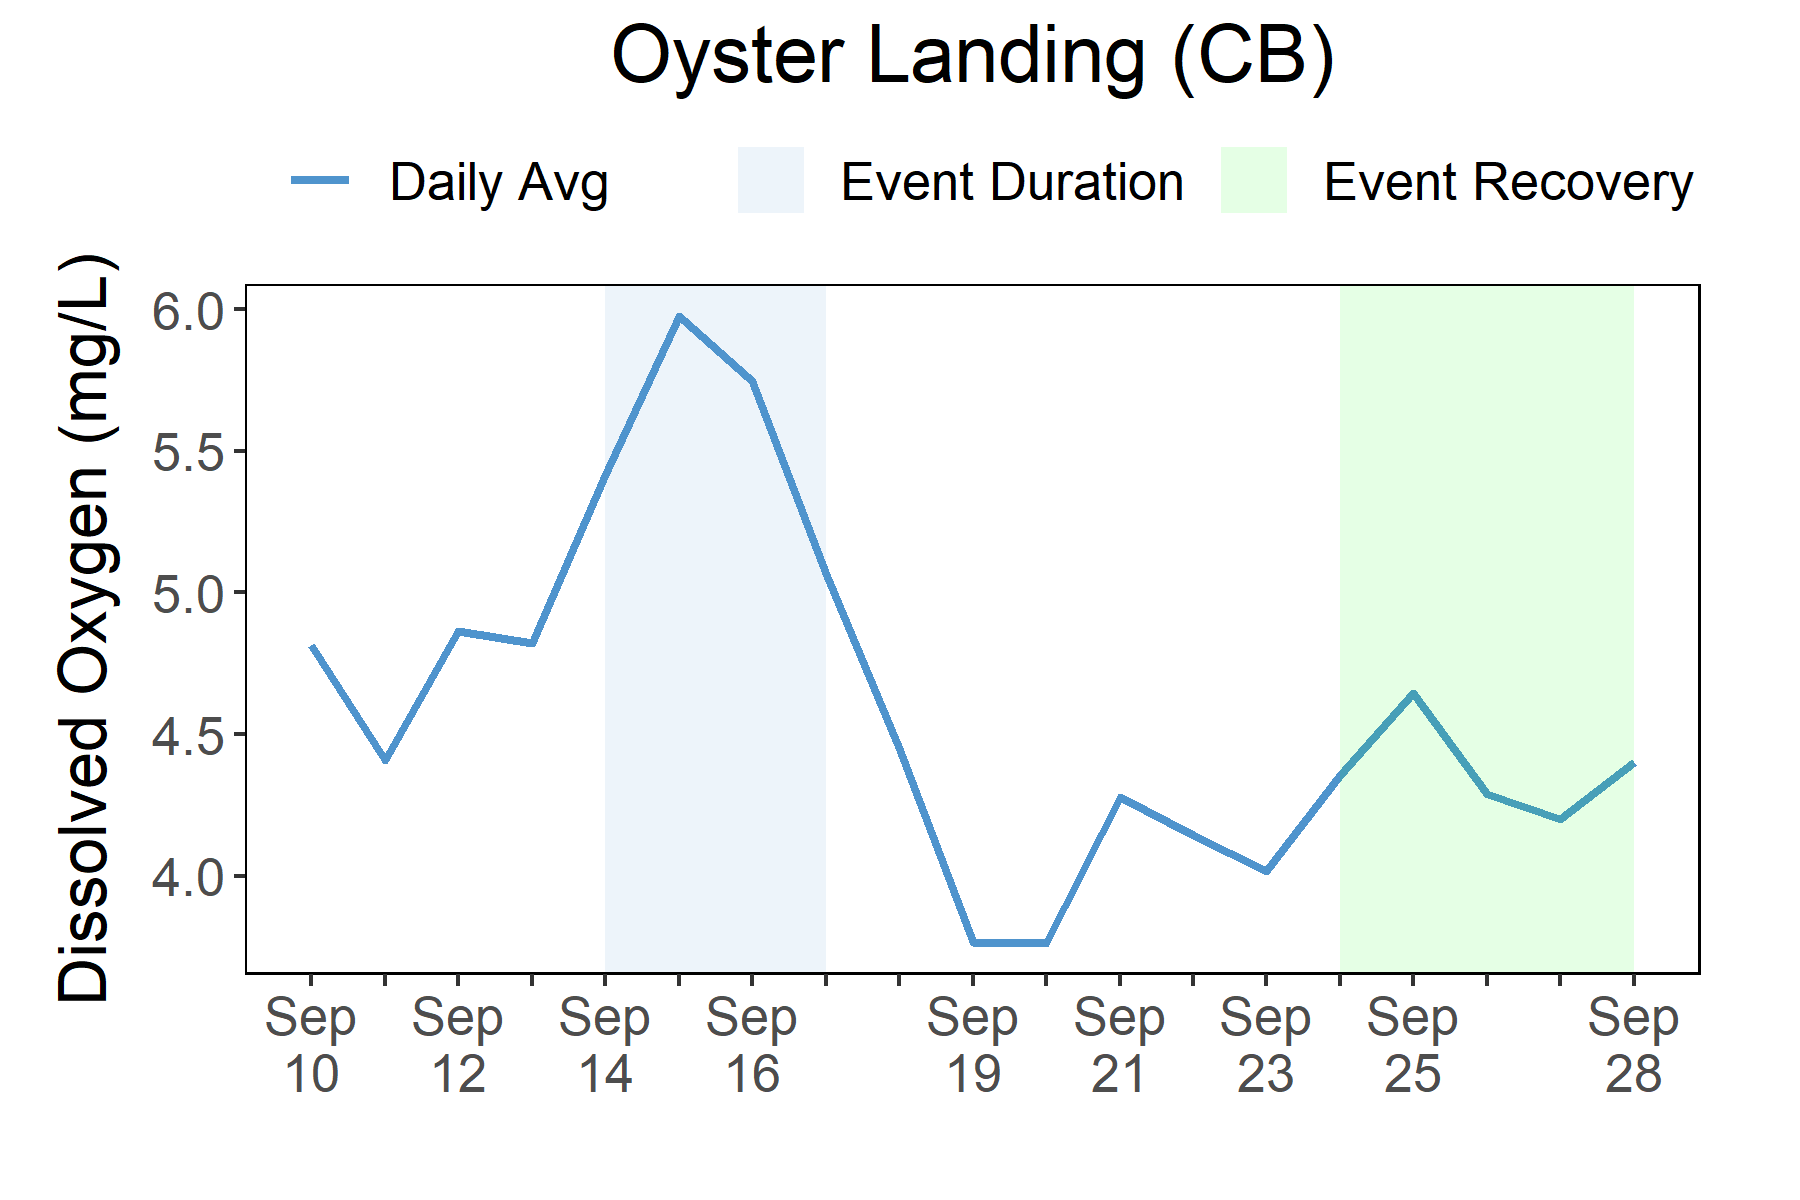 Oyster Landing (CB)
Daily Avg Event Duration Event Recovery
Dissolved Oxygen (mg/L)
6.0
5.5
5.0
4.5
4.0
Sep Sep Sep Sep Sep Sep Sep Sep Sep
10 12 14 16 19 21 23 25 28